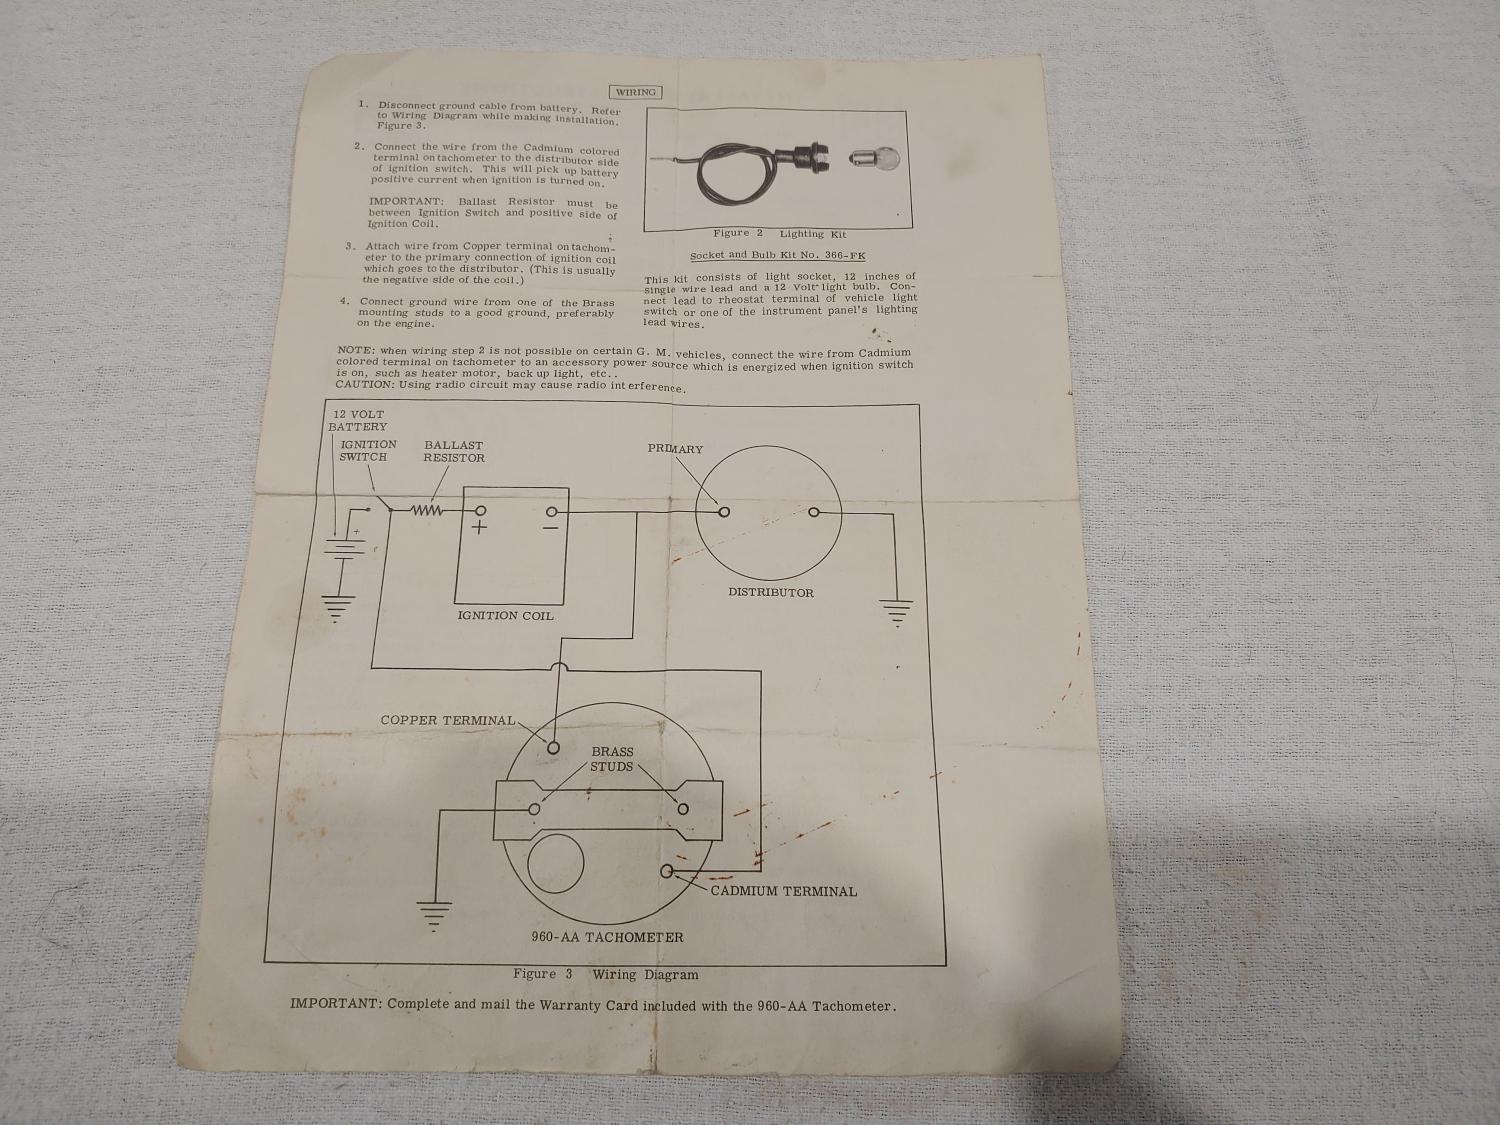 WIRING
1. Disconnect ground cable from battery. Refer
to Wiring Diagram while making installation.
Figure 3.
2. Connect the wire from the Cadmium colored
terminal on tachometer to the distributor side
of ignition switch. This will pick up battery
positive current when ignition is turned on.
IMPORTANT: Ballast Resistor must be
between Ignition Switch and positive side of
Ignition Coil.
3. Attach wire from Copper terminal on tachom-
eter to the primary connection of ignition coil
which goes to the distributor. (This is usually
the negative side of the coil.)
4. Connect ground wire from one of the Brass
mounting studs to a good ground, preferably
on the engine.
Figure 2 Lighting Kit
Socket and Bulb Kit No. 366-FK
This kit consists of light socket, 12 inches of
single wire lead and a 12 Volt light bulb. Con-
nect lead to rheostat terminal of vehicle light
switch or one of the instrument panel's lighting
lead wires.
NOTE: when wiring step 2 is not possible on certain G. M. vehicles, connect the wire from Cadmium
colored terminal on tachometer to an accessory power source which is energized when ignition switch
is on, such as heater motor, back up light, etc..
CAUTION: Using radio circuit may cause radio interference.
12 VOLT
BATTERY
IGNITION
SWITCH
BALLAST
RESISTOR
PRIMARY
+
+
−
IGNITION COIL
DISTRIBUTOR
COPPER TERMINAL
BRASS
STUDS
CADMIUM TERMINAL
960-AA TACHOMETER
Figure 3 Wiring Diagram
IMPORTANT: Complete and mail the Warranty Card included with the 960-AA Tachometer.